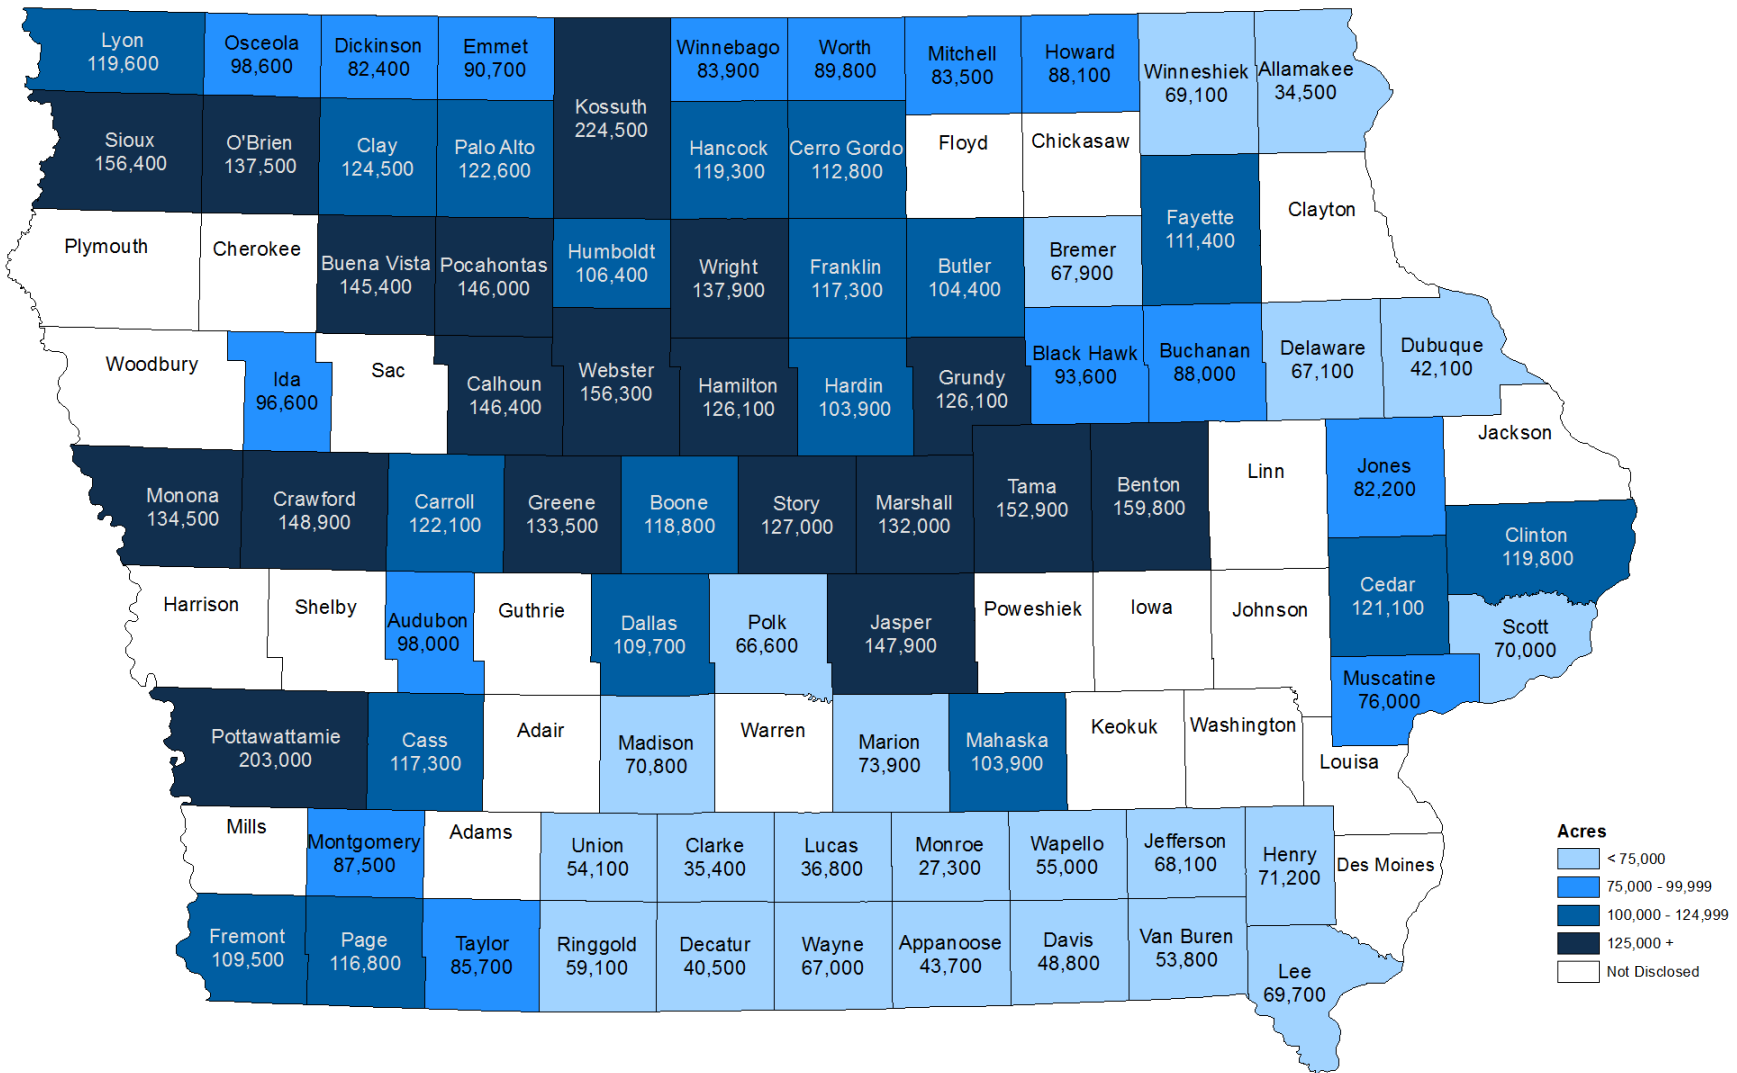 Lyon
119,600
Osceola
98,600
Dickinson
82,400
Emmet
90,700
Kossuth
224,500
Winnebago
83,900
Worth
89,800
Mitchell
83,500
Howard
88,100
Winneshiek
69,100
Allamakee
34,500
Sioux
156,400
O'Brien
137,500
Clay
124,500
Palo Alto
122,600
Hancock
119,300
Cerro Gordo
112,800
Floyd
Chickasaw
Fayette
111,400
Clayton
Plymouth
Cherokee
Buena Vista
145,400
Pocahontas
146,000
Humboldt
106,400
Wright
137,900
Franklin
117,300
Butler
104,400
Bremer
67,900
Woodbury
Ida
96,600
Sac
Calhoun
146,400
Webster
156,300
Hamilton
126,100
Hardin
103,900
Grundy
126,100
Black Hawk
93,600
Buchanan
88,000
Delaware
67,100
Dubuque
42,100
Monona
134,500
Crawford
148,900
Carroll
122,100
Greene
133,500
Boone
118,800
Story
127,000
Marshall
132,000
Tama
152,900
Benton
159,800
Linn
Jones
82,200
Jackson
Clinton
119,800
Harrison
Shelby
Audubon
98,000
Guthrie
Dallas
109,700
Polk
66,600
Jasper
147,900
Poweshiek
Iowa
Johnson
Cedar
121,100
Scott
70,000
Muscatine
76,000
Pottawattamie
203,000
Cass
117,300
Adair
Madison
70,800
Warren
Marion
73,900
Mahaska
103,900
Keokuk
Washington
Louisa
Mills
Montgomery
87,500
Adams
Union
54,100
Clarke
35,400
Lucas
36,800
Monroe
27,300
Wapello
55,000
Jefferson
68,100
Henry
71,200
Des Moines
Fremont
109,500
Page
116,800
Taylor
85,700
Ringgold
59,100
Decatur
40,500
Wayne
67,000
Appanoose
43,700
Davis
48,800
Van Buren
53,800
Lee
69,700
Acres
< 75,000
75,000 - 99,999
100,000 - 124,999
125,000 +
Not Disclosed